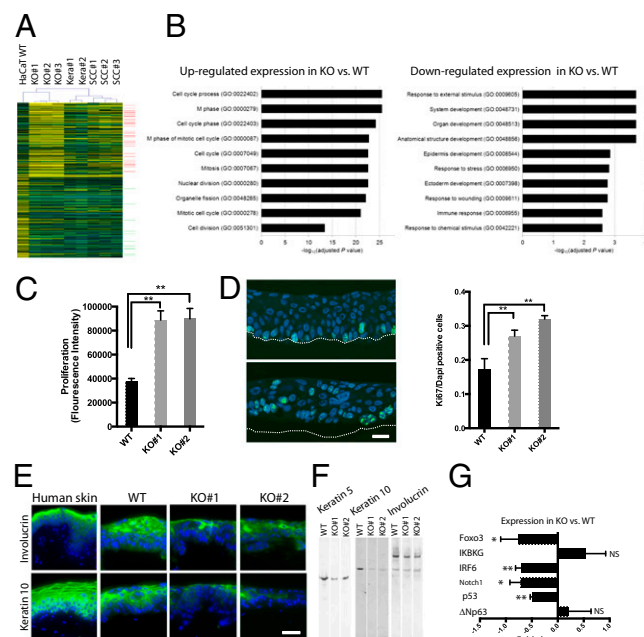 A
HaCaT WT
KO#1
KO#2
KO#3
Kera#1
Kera#2
SCC#1
SCC#2
SCC#3
B
Up-regulated expression in KO vs. WT
Cell cycle process (GO:0022402)
M phase (GO:0000279)
Cell cycle phase (GO:0022403)
M phase of mitotic cell cycle (GO:0000087)
Cell cycle (GO:0007049)
Mitosis (GO:0007067)
Nuclear division (GO:0000280)
Organelle fission (GO:0048285)
Mitotic cell cycle (GO:0000278)
Cell division (GO:0051301)
0 5 10 15 20 25
-log10(adjusted P value)
Down-regulated expression in KO vs. WT
Response to external stimulus (GO:0009605)
System development (GO:0048731)
Organ development (GO:0048513)
Anatomical structure development (GO:0048856)
Epidermis development (GO:0008544)
Response to stress (GO:0006950)
Ectoderm development (GO:0007398)
Response to wounding (GO:0009611)
Immune response (GO:0006955)
Response to chemical stimulus (GO:0042221)
0 1 2 3
-log10(adjusted P value)
C
Proliferation
(Flourescence Intensity)
100000
80000
60000
40000
20000
0
**
**
WT
KO#1
KO#2
D
Ki67/Dapi positive cells
0.4
0.3
0.2
0.1
0.0
**
**
WT
KO#1
KO#2
E
Human skin
WT
KO#1
KO#2
Involucrin
Keratin 10
F
Keratin 5
Keratin 10
Involucrin
WT
KO#1
KO#2
WT
KO#1
KO#2
WT
KO#1
KO#2
G
Expression in KO vs. WT
Foxo3 *
IKBKG NS
IRF6 **
Notch1 *
p53 **
ΔNp63 NS
-1.5 -1.0 -0.5 0.0 0.5 1.0